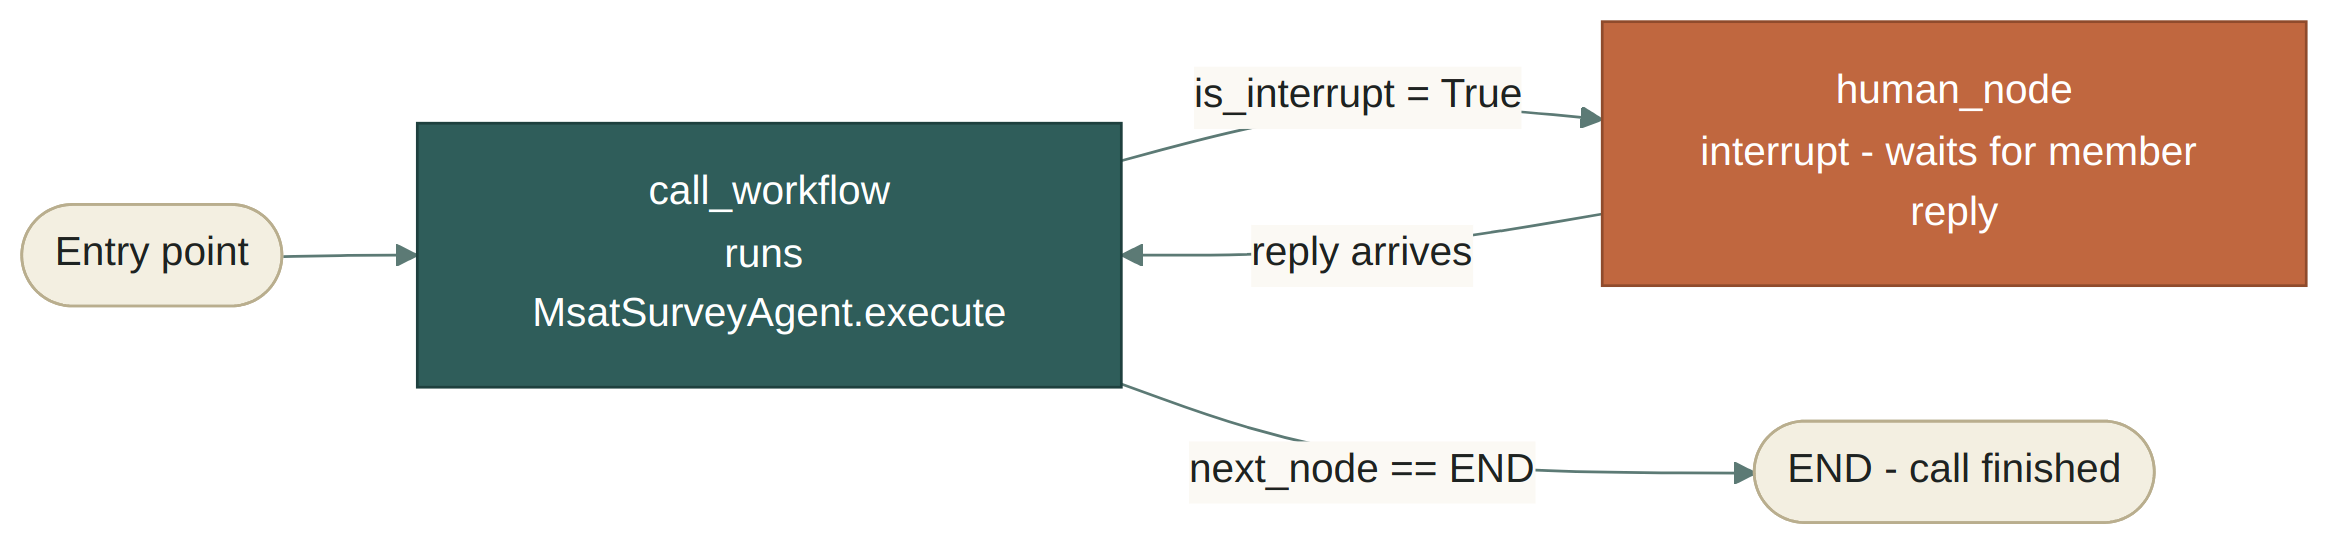 Entry point
call_workflow
runs
MsatSurveyAgent.execute
is_interrupt = True
human_node
interrupt - waits for member
reply
reply arrives
next_node == END
END - call finished